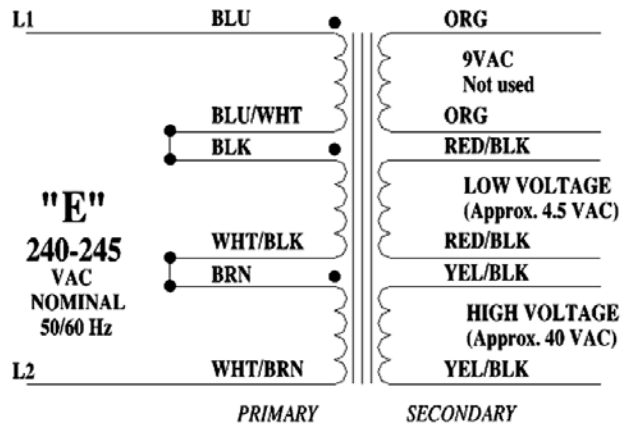 L1 BLU ORG
9VAC
Not used
BLU/WHT ORG
BLK RED/BLK
"E"
240-245
VAC
NOMINAL
50/60 Hz
LOW VOLTAGE
(Approx. 4.5 VAC)
WHT/BLK RED/BLK
BRN YEL/BLK
HIGH VOLTAGE
(Approx. 40 VAC)
L2 WHT/BRN YEL/BLK
PRIMARY SECONDARY